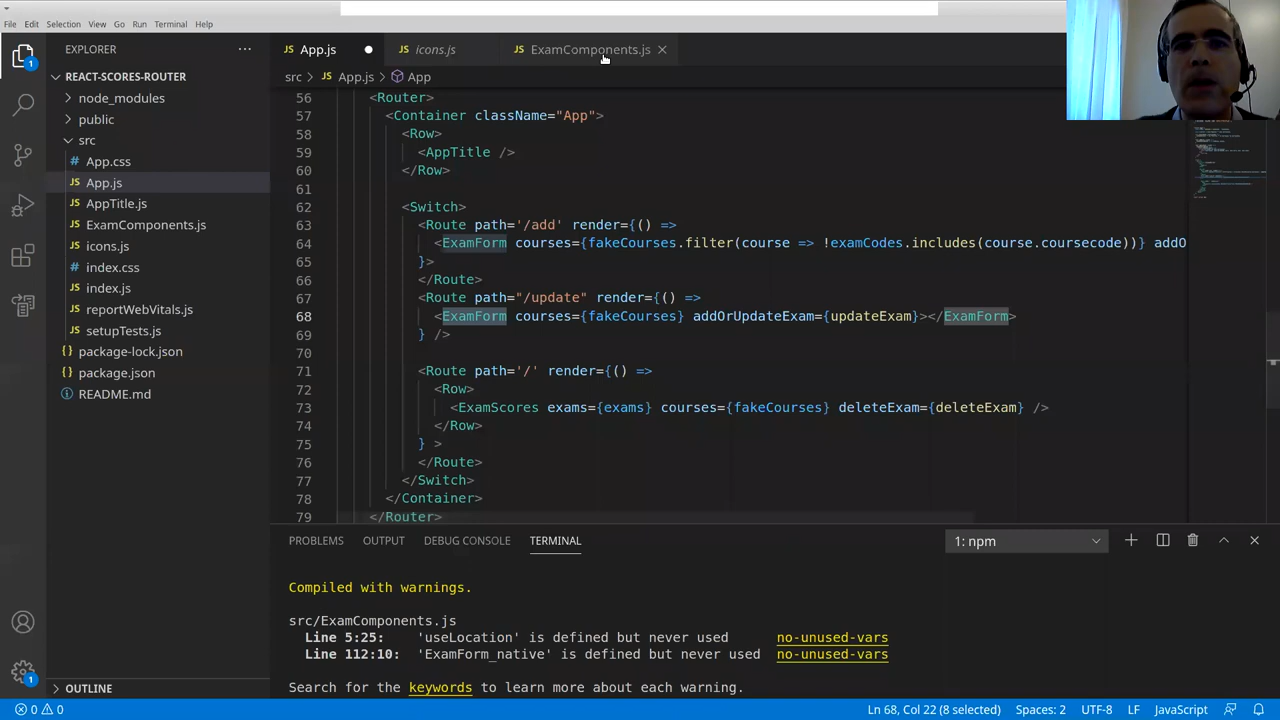 File Edit Selection View Go Run Terminal Help
EXPLORER
REACT-SCORES-ROUTER
node_modules
public
src
App.css
JS App.js
JS AppTitle.js
JS ExamComponents.js
JS icons.js
index.css
JS index.js
JS reportWebVitals.js
JS setupTests.js
{} package-lock.json
{} package.json
README.md
OUTLINE
JS App.js
JS icons.js
JS ExamComponents.js
src > JS App.js > App
56 <Router>
57 <Container className="App">
58 <Row>
59 <AppTitle />
60 </Row>
61
62 <Switch>
63 <Route path='/add' render={() =>
64 <ExamForm courses={fakeCourses.filter(course => !examCodes.includes(course.coursecode))} addO
65 }>
66 </Route>
67 <Route path="/update" render={() =>
68 <ExamForm courses={fakeCourses} addOrUpdateExam={updateExam}></ExamForm>
69 } />
70
71 <Route path='/' render={() =>
72 <Row>
73 <ExamScores exams={exams} courses={fakeCourses} deleteExam={deleteExam} />
74 </Row>
75 } >
76 </Route>
77 </Switch>
78 </Container>
79 </Router>
PROBLEMS OUTPUT DEBUG CONSOLE TERMINAL
1: npm
Compiled with warnings.
src/ExamComponents.js
Line 5:25: 'useLocation' is defined but never used no-unused-vars
Line 112:10: 'ExamForm_native' is defined but never used no-unused-vars
Search for the keywords to learn more about each warning.
0 0
Ln 68, Col 22 (8 selected) Spaces: 2 UTF-8 LF JavaScript
1
1